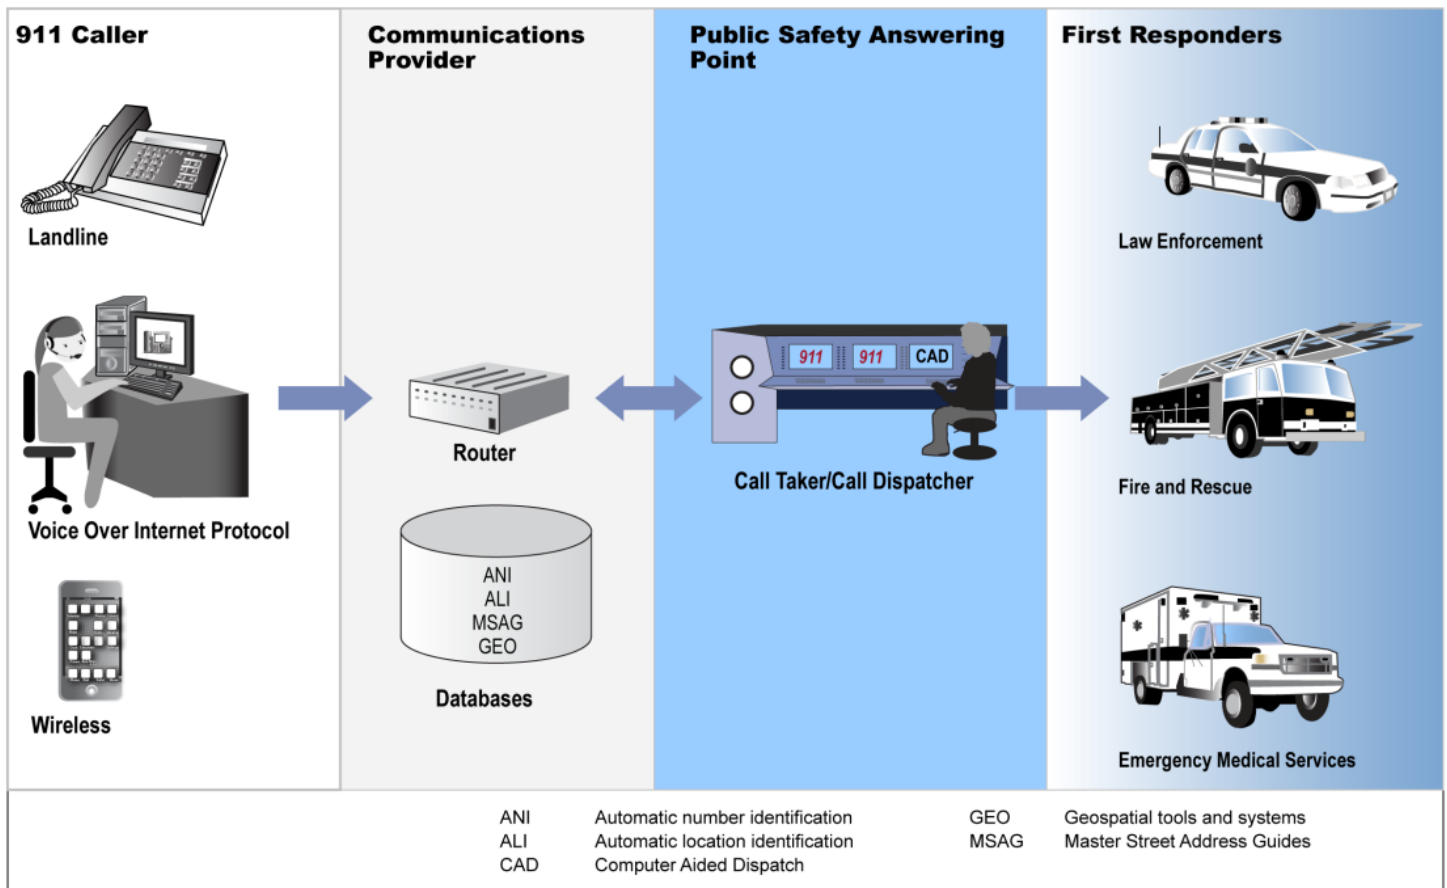 911 Caller
Communications
Provider
Public Safety Answering
Point
First Responders
Landline
Voice Over Internet Protocol
Wireless
Router
ANI
ALI
MSAG
GEO
Databases
911
911
CAD
Call Taker/Call Dispatcher
Law Enforcement
Fire and Rescue
Emergency Medical Services
ANI Automatic number identification
ALI Automatic location identification
CAD Computer Aided Dispatch
GEO Geospatial tools and systems
MSAG Master Street Address Guides